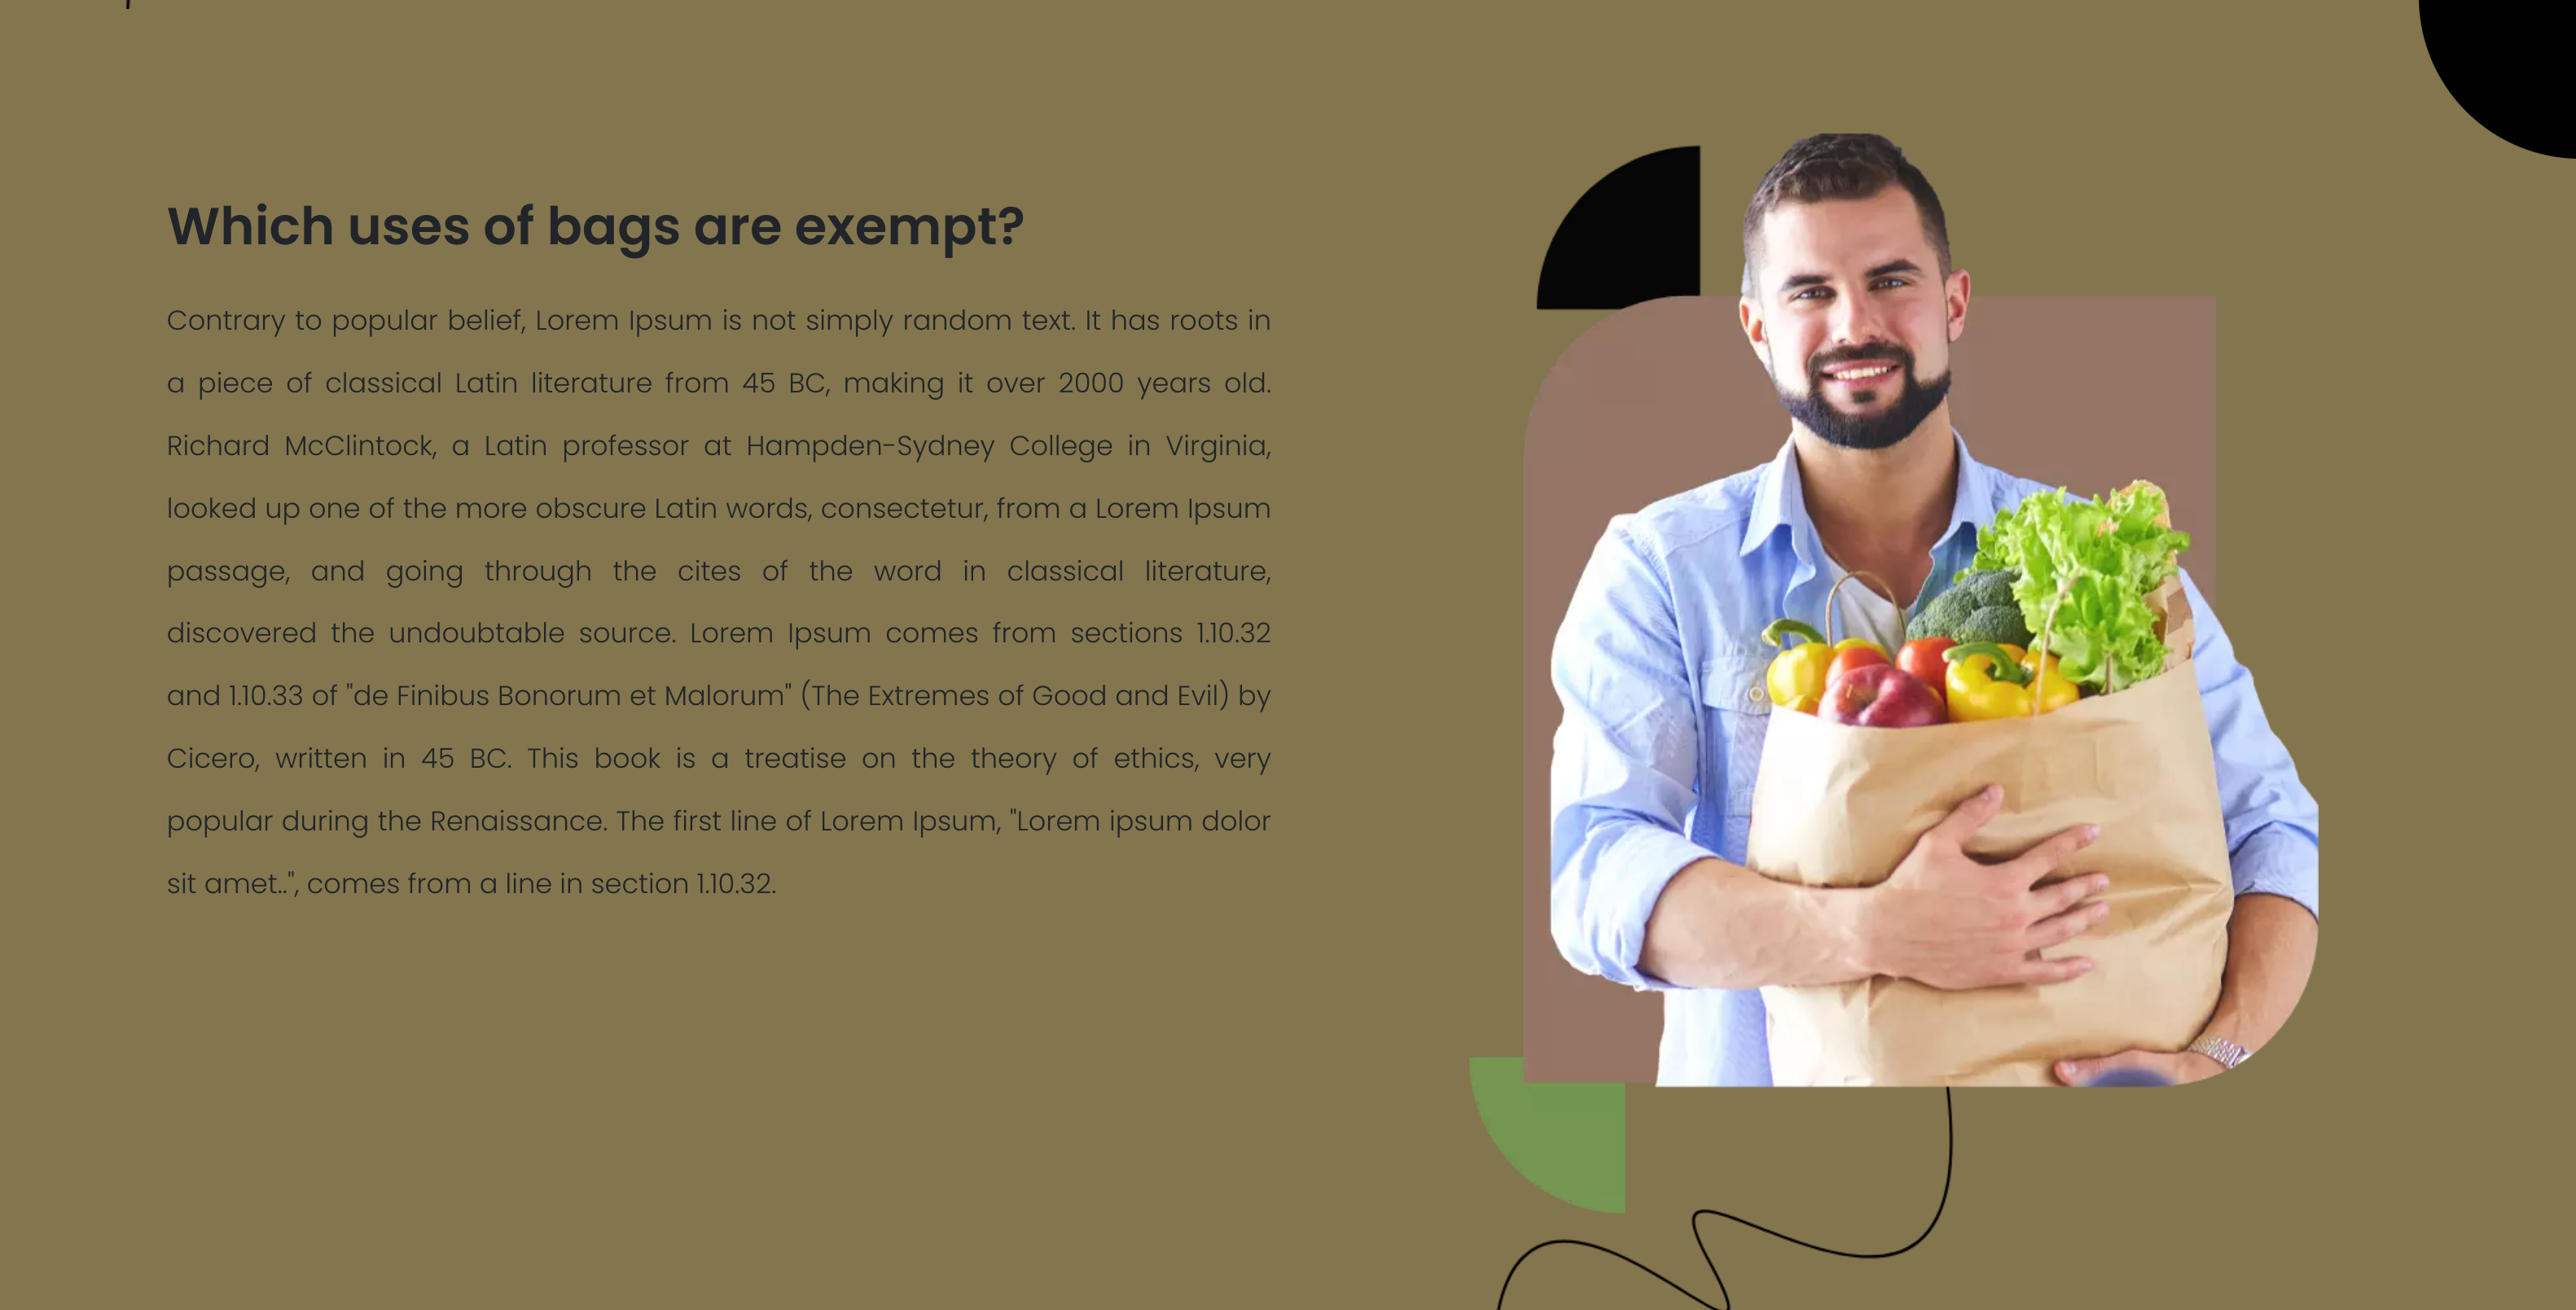 Which uses of bags are exempt?
Contrary to popular belief, Lorem Ipsum is not simply random text. It has roots in
a piece of classical Latin literature from 45 BC, making it over 2000 years old.
Richard McClintock, a Latin professor at Hampden-Sydney College in Virginia,
looked up one of the more obscure Latin words, consectetur, from a Lorem Ipsum
passage, and going through the cites of the word in classical literature,
discovered the undoubtable source. Lorem Ipsum comes from sections 1.10.32
and 1.10.33 of "de Finibus Bonorum et Malorum" (The Extremes of Good and Evil) by
Cicero, written in 45 BC. This book is a treatise on the theory of ethics, very
popular during the Renaissance. The first line of Lorem Ipsum, "Lorem ipsum dolor
sit amet..", comes from a line in section 1.10.32.